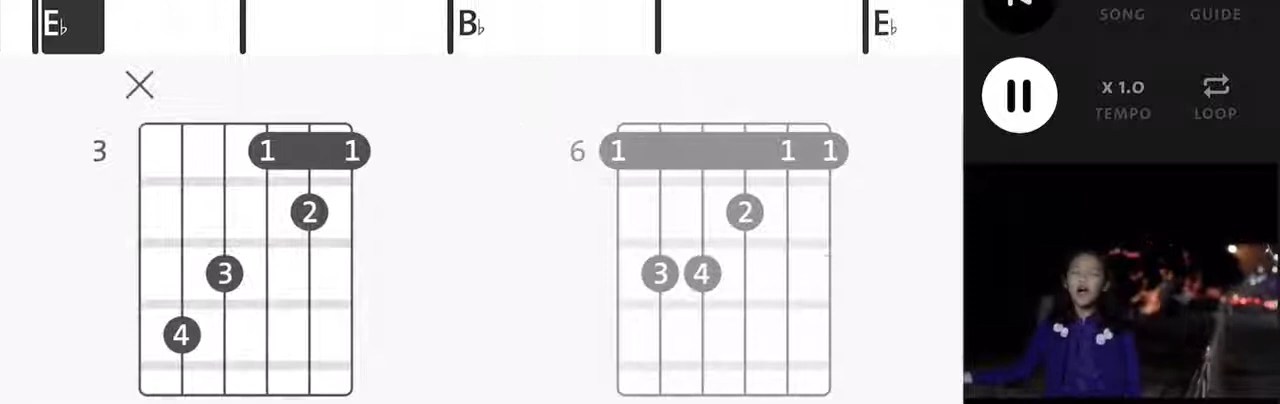 E♭ B♭ E♭
SONG GUIDE
3 1 1
2
3
4
6 1 1 1
2
3 4
x 1.0
TEMPO LOOP